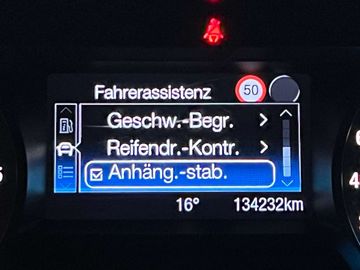 Fahrerassistenz 50
Geschw.-Begr.
Reifendr.-Kontr.
Anhäng.-stab.
16° 134232km